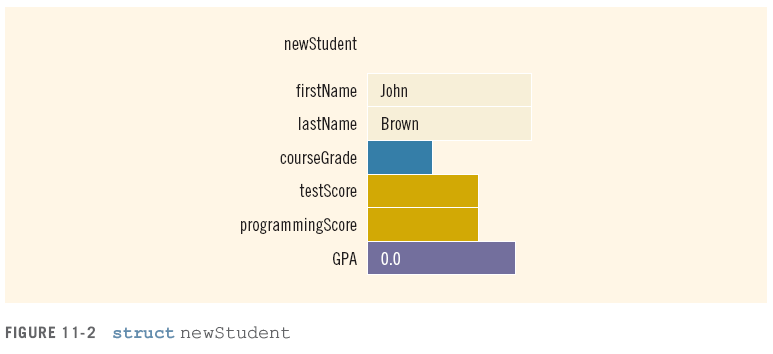 newStudent
firstName John
lastName Brown
courseGrade
testScore
programmingScore
GPA 0.0
FIGURE 11-2 struct newStudent